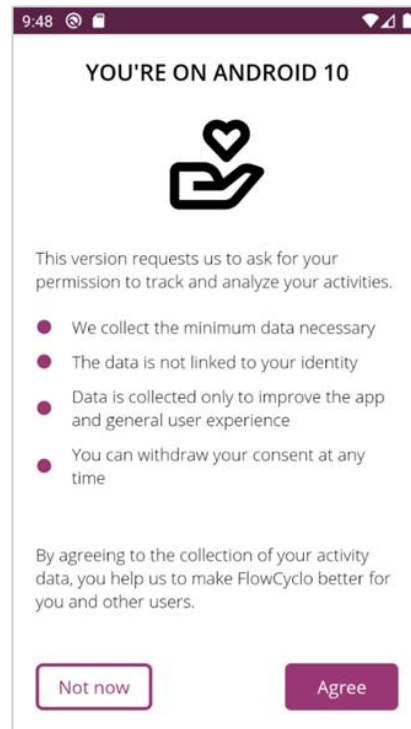 9:48
YOU'RE ON ANDROID 10
This version requests us to ask for your
permission to track and analyze your activities.
We collect the minimum data necessary
The data is not linked to your identity
Data is collected only to improve the app
and general user experience
You can withdraw your consent at any
time
By agreeing to the collection of your activity
data, you help us to make FlowCyclo better for
you and other users.
Not now
Agree